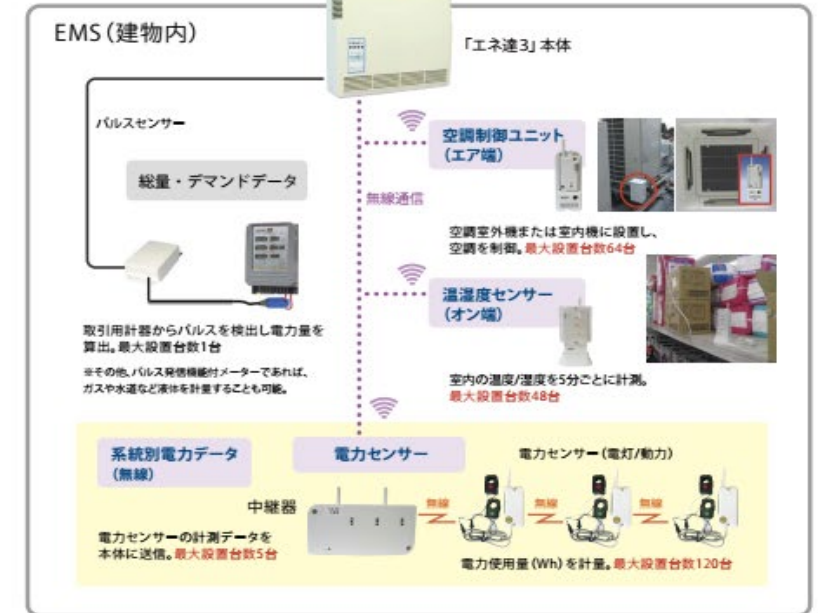 EMS(建物内)
「エネ達3」本体
パルスセンサー
総量・デマンドデータ
取引用計器からパルスを検出し電力量を
算出。最大設置台数1台
※その他、パルス発信機能付メーターであれば、
ガスや水道など液体を計量することも可能。
無線通信
空調制御ユニット
(エア端)
空調室外機または室内機に設置し、
空調を制御。最大設置台数64台
温湿度センサー
(オン端)
室内の温度/湿度を5分ごとに計測。
最大設置台数48台
系統別電力データ
(無線)
電力センサー
中継器
電力センサーの計測データを
本体に送信。最大設置台数5台
電力センサー(電灯/動力)
無線
無線
無線
電力使用量(Wh)を計量。最大設置台数120台